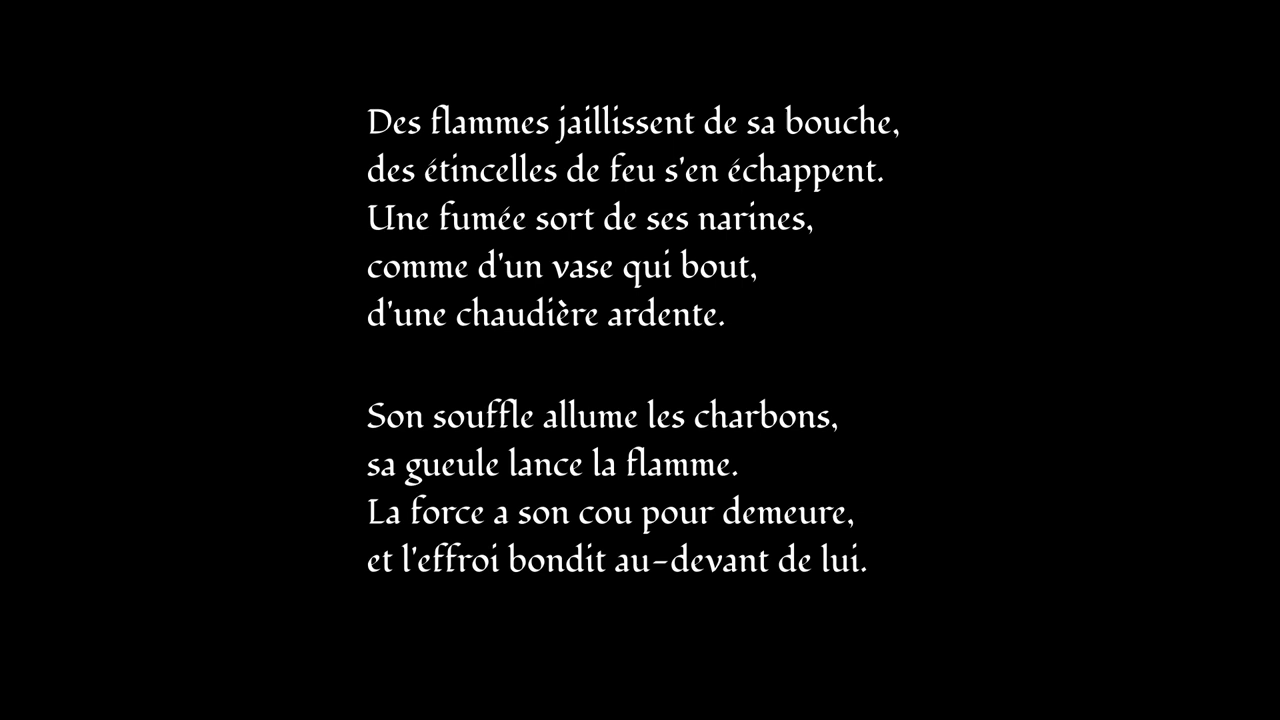 Des flammes jaillissent de sa bouche,
des étincelles de feu s'en échappent.
Une fumée sort de ses narines,
comme d'un vase qui bout,
d'une chaudière ardente.
Son souffle allume les charbons,
sa gueule lance la flamme.
La force a son cou pour demeure,
et l'effroi bondit au-devant de lui.